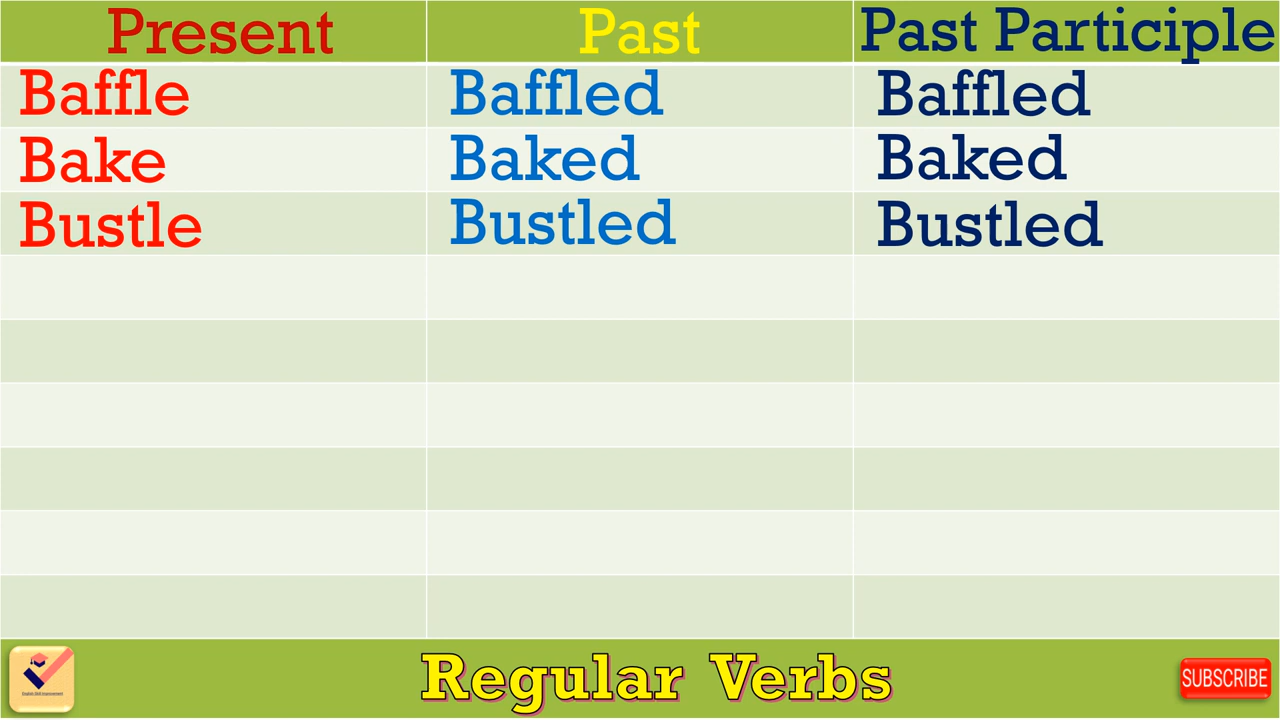 Present Past Past Participle
Baffle Baffled Baffled
Bake Baked Baked
Bustle Bustled Bustled
Regular Verbs
SUBSCRIBE